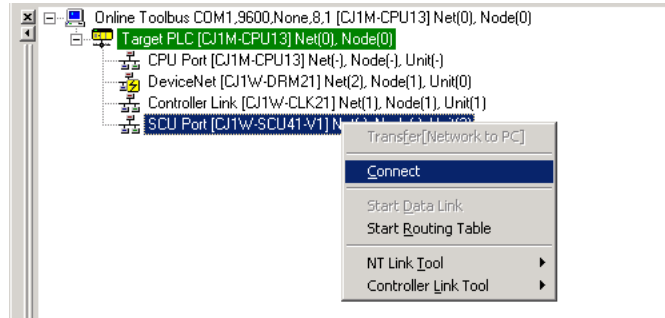 Online Toolbus COM1,9600,None,8,1 [CJ1M-CPU13] Net(0), Node(0)
Target PLC [CJ1M-CPU13] Net(0), Node(0)
CPU Port [CJ1M-CPU13] Net(-), Node(-), Unit(-)
DeviceNet [CJ1W-DRM21] Net(2), Node(1), Unit(0)
Controller Link [CJ1W-CLK21] Net(1), Node(1), Unit(1)
SCU Port [CJ1W-SCU41-V1]
Transfer[Network to PC]
Connect
Start Data Link
Start Routing Table
NT Link Tool
Controller Link Tool